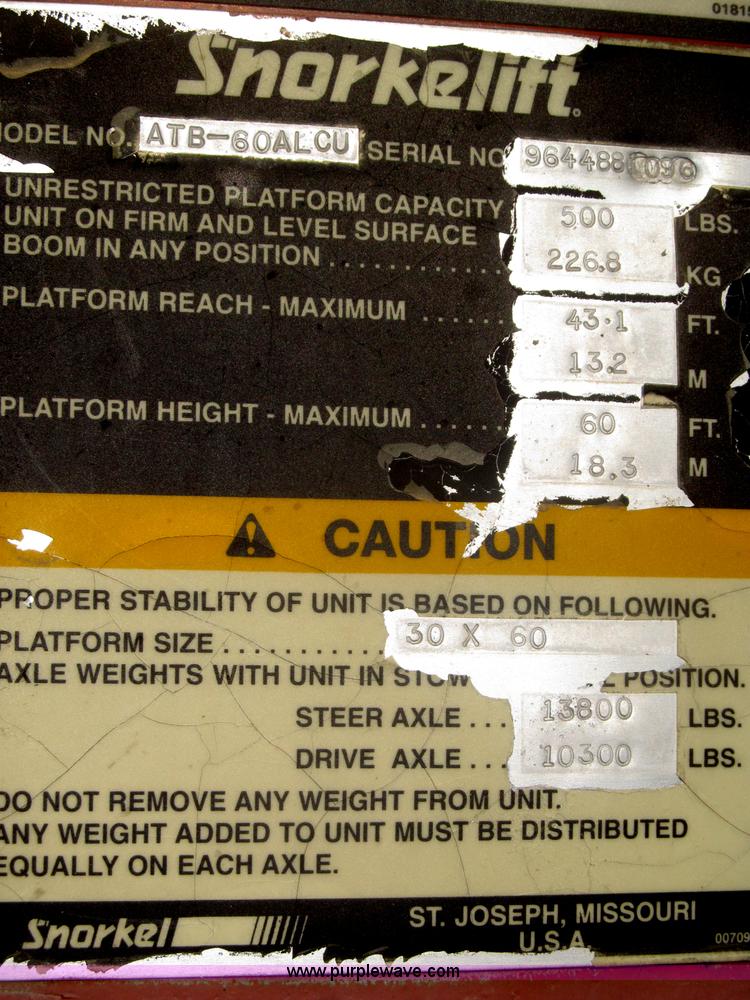 01815
Snorkelift
MODEL NO. ATB-60ALCU SERIAL NO
UNRESTRICTED PLATFORM CAPACITY 500 LBS.
UNIT ON FIRM AND LEVEL SURFACE
BOOM IN ANY POSITION ............. 226.8 KG
PLATFORM REACH - MAXIMUM ...... 43.1 FT.
13.2 M
PLATFORM HEIGHT - MAXIMUM ...... 60 FT.
18.3 M
CAUTION
PROPER STABILITY OF UNIT IS BASED ON FOLLOWING.
PLATFORM SIZE ............ 30 X 60
AXLE WEIGHTS WITH UNIT IN POSITION.
STEER AXLE ... 13800 LBS.
DRIVE AXLE ... 10300 LBS.
DO NOT REMOVE ANY WEIGHT FROM UNIT.
ANY WEIGHT ADDED TO UNIT MUST BE DISTRIBUTED
EQUALLY ON EACH AXLE.
Snorkel ST. JOSEPH, MISSOURI
U.S.A. 00709
www.purplewave.com